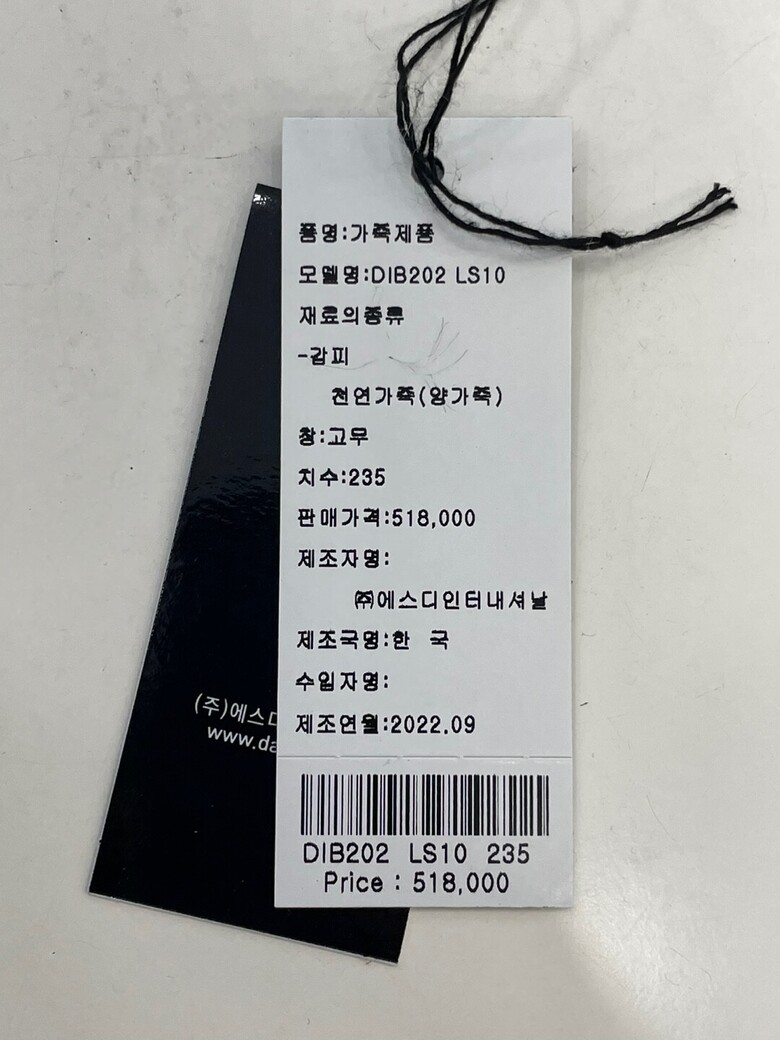 품명:가죽제품
모델명:DIB202 LS10
재료의종류
-갑피
천연가죽(양가죽)
창:고무
치수:235
판매가격:518,000
제조자명:
㈜에스디인터내셔날
제조국명:한 국
수입자명:
제조연월:2022.09
DIB202 LS10 235
Price : 518,000
(주)에스디
www.da